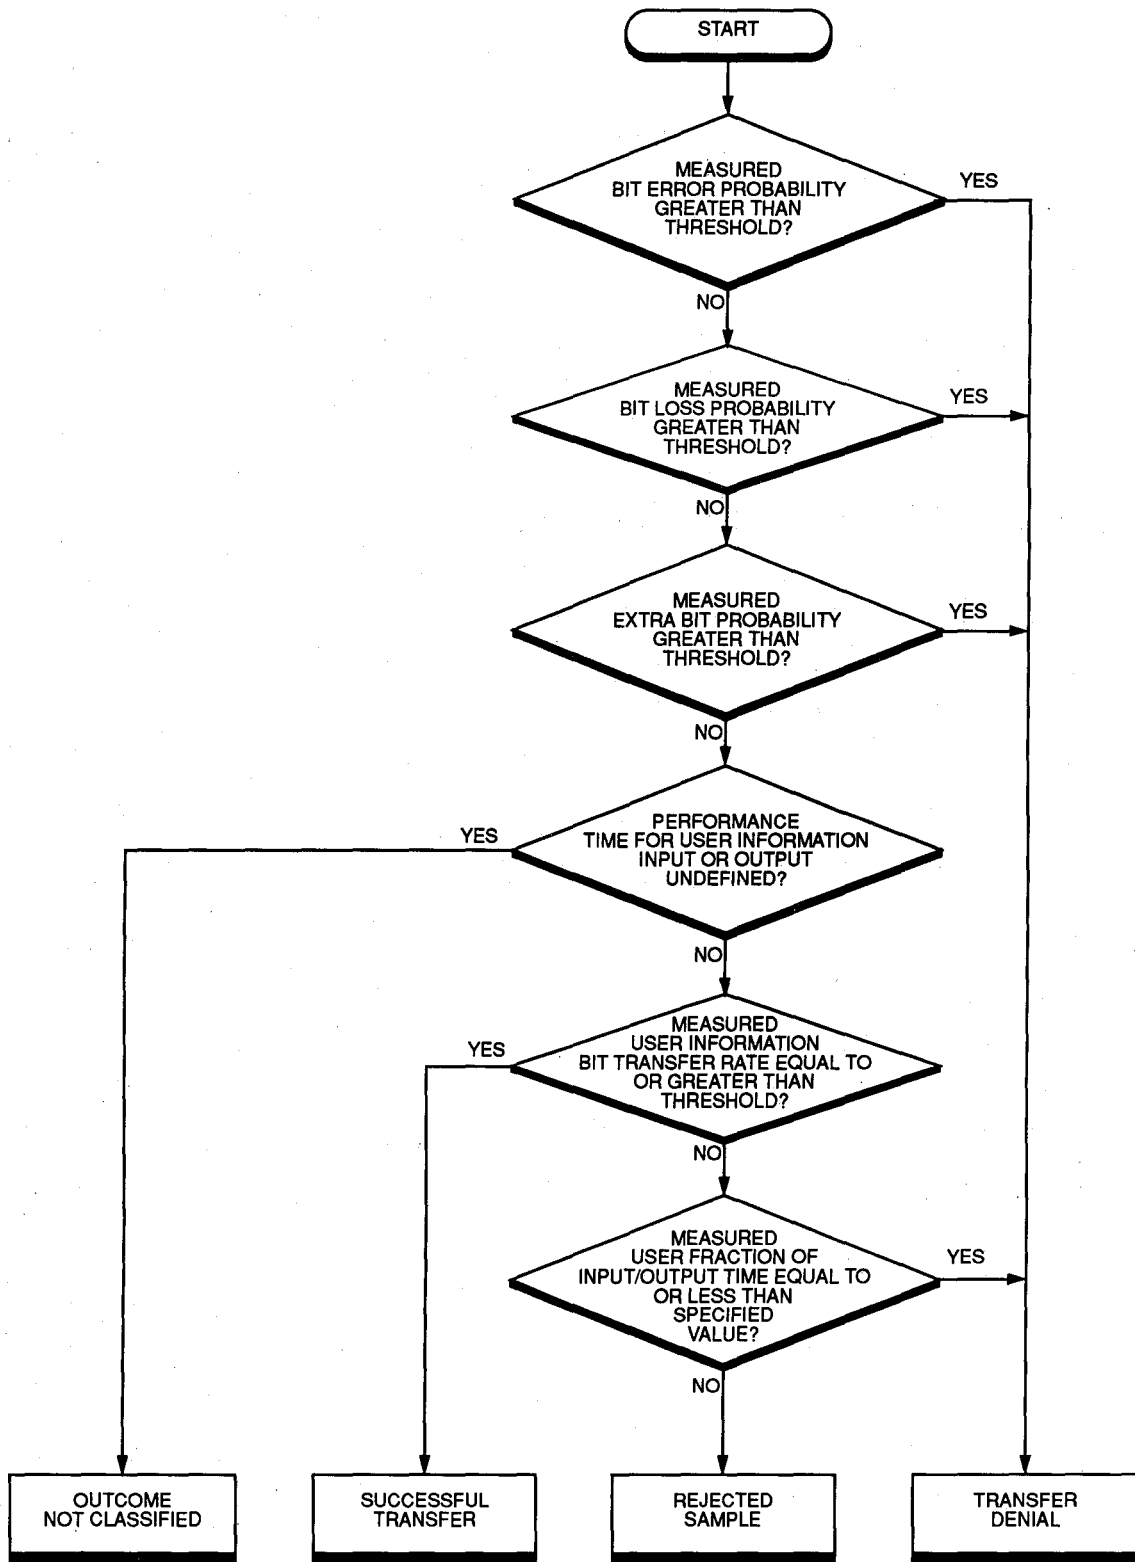 START
MEASURED
BIT ERROR PROBABILITY
GREATER THAN
THRESHOLD?
YES
NO
MEASURED
BIT LOSS PROBABILITY
GREATER THAN
THRESHOLD?
YES
NO
MEASURED
EXTRA BIT PROBABILITY
GREATER THAN
THRESHOLD?
YES
NO
YES
PERFORMANCE
TIME FOR USER INFORMATION
INPUT OR OUTPUT
UNDEFINED?
NO
YES
MEASURED
USER INFORMATION
BIT TRANSFER RATE EQUAL TO
OR GREATER THAN
THRESHOLD?
NO
MEASURED
USER FRACTION OF
INPUT/OUTPUT TIME EQUAL TO
OR LESS THAN
SPECIFIED
VALUE?
YES
NO
OUTCOME
NOT CLASSIFIED
SUCCESSFUL
TRANSFER
REJECTED
SAMPLE
TRANSFER
DENIAL